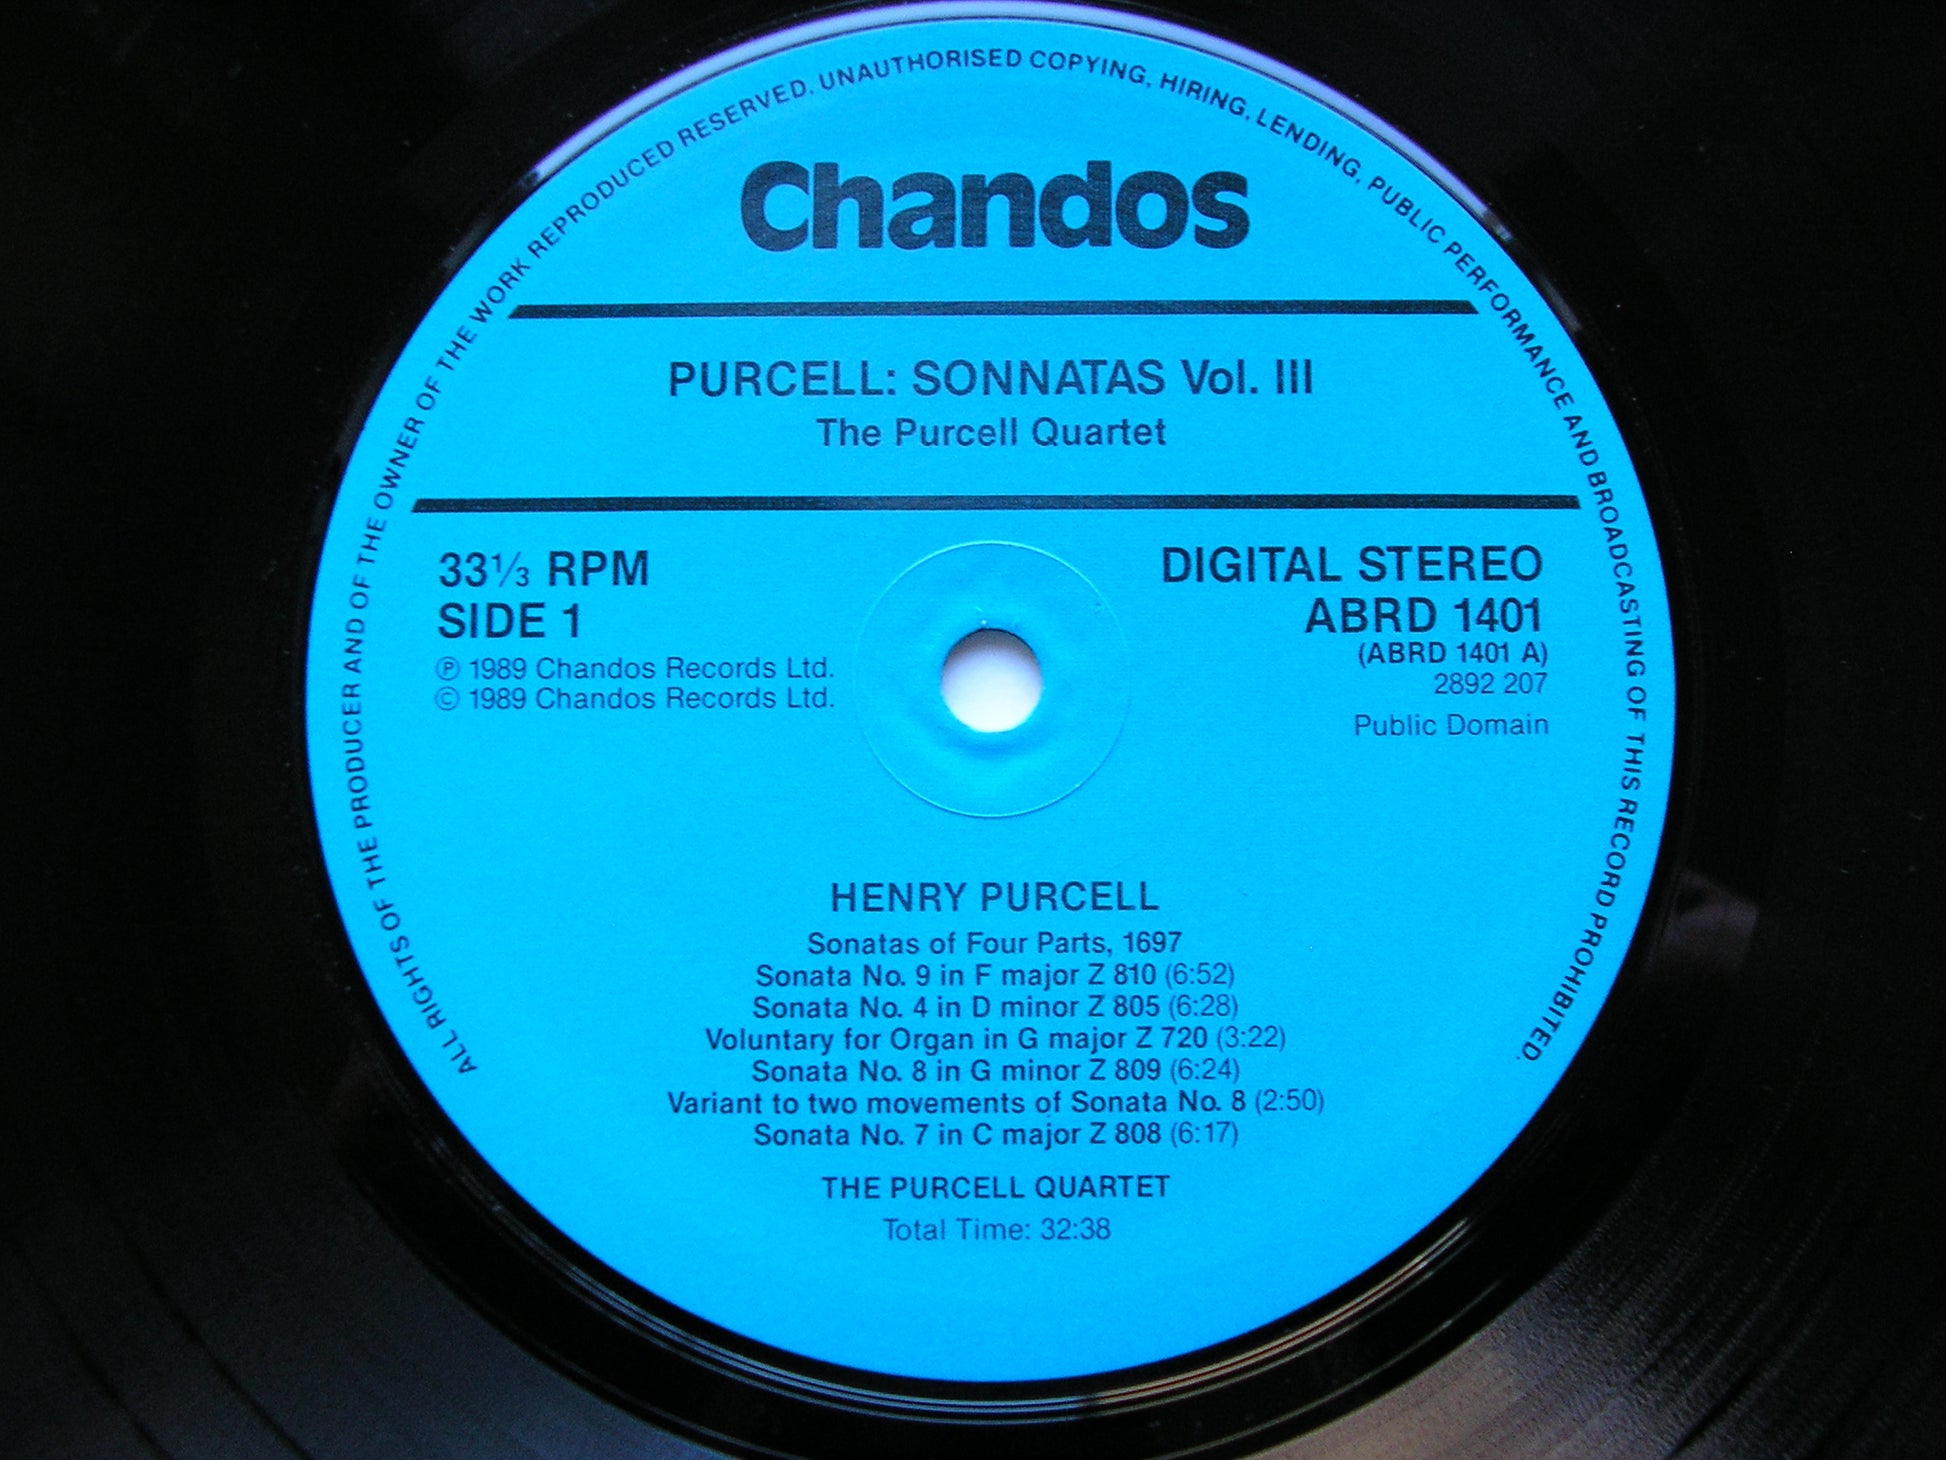 ALL RIGHTS OF THE PRODUCER AND OF THE OWNER OF THE WORK REPRODUCED RESERVED. UNAUTHORISED COPYING, HIRING, LENDING, PUBLIC PERFORMANCE AND BROADCASTING OF THIS RECORD PROHIBITED.
Chandos
PURCELL: SONNATAS Vol. III
The Purcell Quartet
33⅓ RPM
SIDE 1
℗ 1989 Chandos Records Ltd.
© 1989 Chandos Records Ltd.
DIGITAL STEREO
ABRD 1401
(ABRD 1401 A)
2892 207
Public Domain
HENRY PURCELL
Sonatas of Four Parts, 1697
Sonata No. 9 in F major Z 810 (6:52)
Sonata No. 4 in D minor Z 805 (6:28)
Voluntary for Organ in G major Z 720 (3:22)
Sonata No. 8 in G minor Z 809 (6:24)
Variant to two movements of Sonata No. 8 (2:50)
Sonata No. 7 in C major Z 808 (6:17)
THE PURCELL QUARTET
Total Time: 32:38